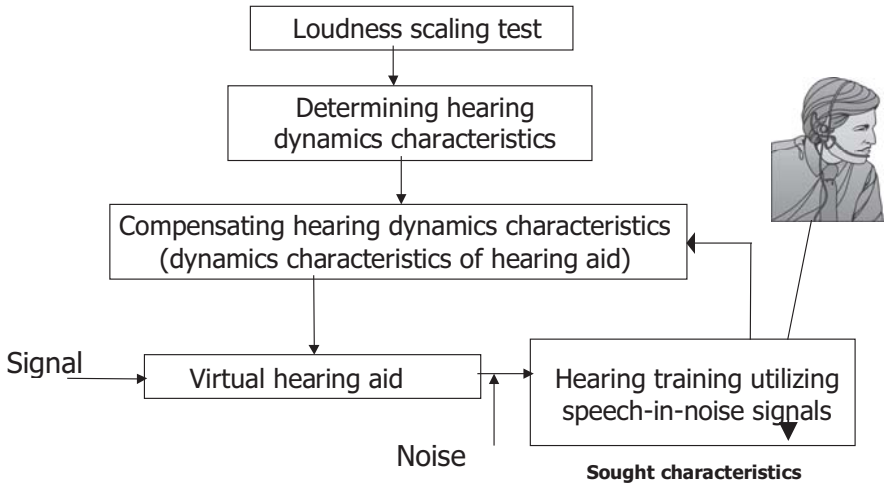 Loudness scaling test
Determining hearing
dynamics characteristics
Compensating hearing dynamics characteristics
(dynamics characteristics of hearing aid)
Signal
Virtual hearing aid
Hearing training utilizing
speech-in-noise signals
Noise
Sought characteristics